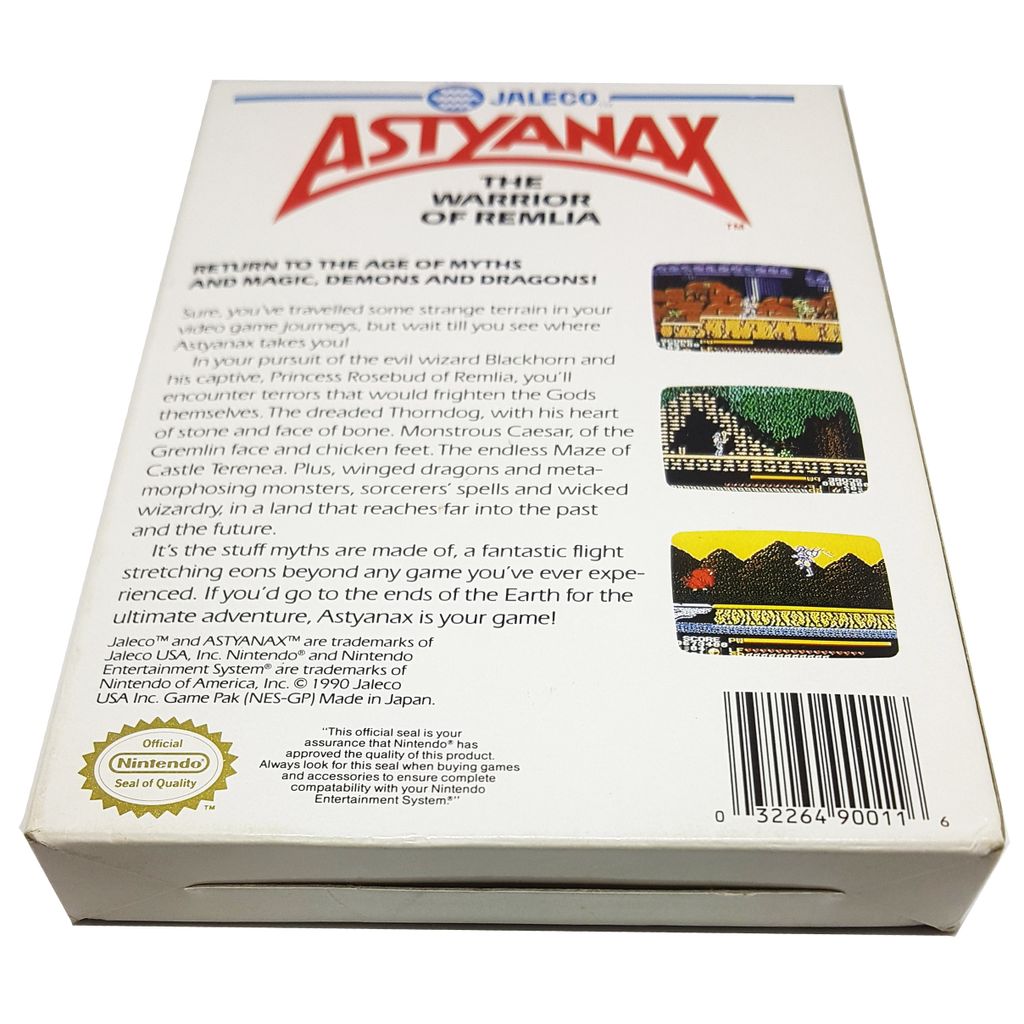 JALECO™
ASTYANAX™
THE
WARRIOR
OF REMLIA
RETURN TO THE AGE OF MYTHS
AND MAGIC, DEMONS AND DRAGONS!
Sure, you've travelled some strange terrain in your
video game journeys, but wait till you see where
Astyanax takes you!
In your pursuit of the evil wizard Blackhorn and
his captive, Princess Rosebud of Remlia, you'll
encounter terrors that would frighten the Gods
themselves. The dreaded Thorndog, with his heart
of stone and face of bone. Monstrous Caesar, of the
Gremlin face and chicken feet. The endless Maze of
Castle Terenea. Plus, winged dragons and meta-
morphosing monsters, sorcerers' spells and wicked
wizardry, in a land that reaches far into the past
and the future.
It's the stuff myths are made of, a fantastic flight
stretching eons beyond any game you've ever expe-
rienced. If you'd go to the ends of the Earth for the
ultimate adventure, Astyanax is your game!
Jaleco™ and ASTYANAX™ are trademarks of
Jaleco USA, Inc. Nintendo® and Nintendo
Entertainment System® are trademarks of
Nintendo of America, Inc. © 1990 Jaleco
USA Inc. Game Pak (NES-GP) Made in Japan.
Official
Nintendo®
Seal of Quality
™
"This official seal is your
assurance that Nintendo® has
approved the quality of this product.
Always look for this seal when buying games
and accessories to ensure complete
compatability with your Nintendo
Entertainment System®."
SCORE PW
LE
0 32264 90011 6